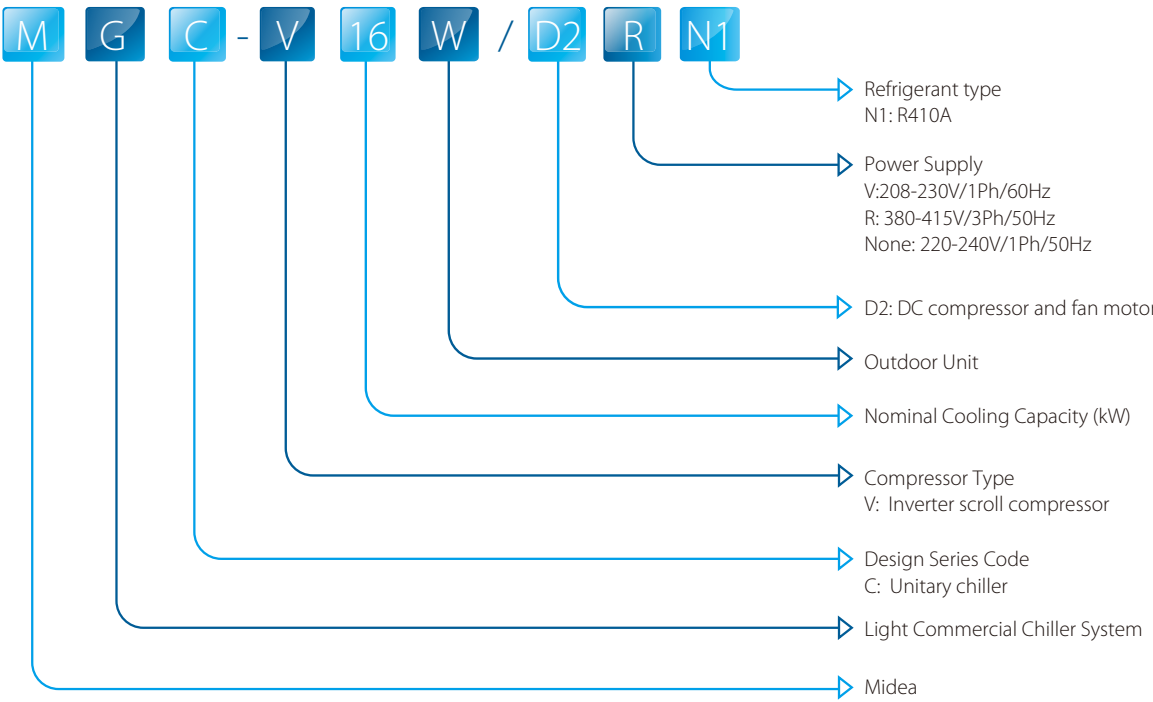 M G C - V 16 W / D2 R N1
Refrigerant type
N1: R410A
Power Supply
V:208-230V/1Ph/60Hz
R: 380-415V/3Ph/50Hz
None: 220-240V/1Ph/50Hz
D2: DC compressor and fan motor
Outdoor Unit
Nominal Cooling Capacity (kW)
Compressor Type
V: Inverter scroll compressor
Design Series Code
C: Unitary chiller
Light Commercial Chiller System
Midea